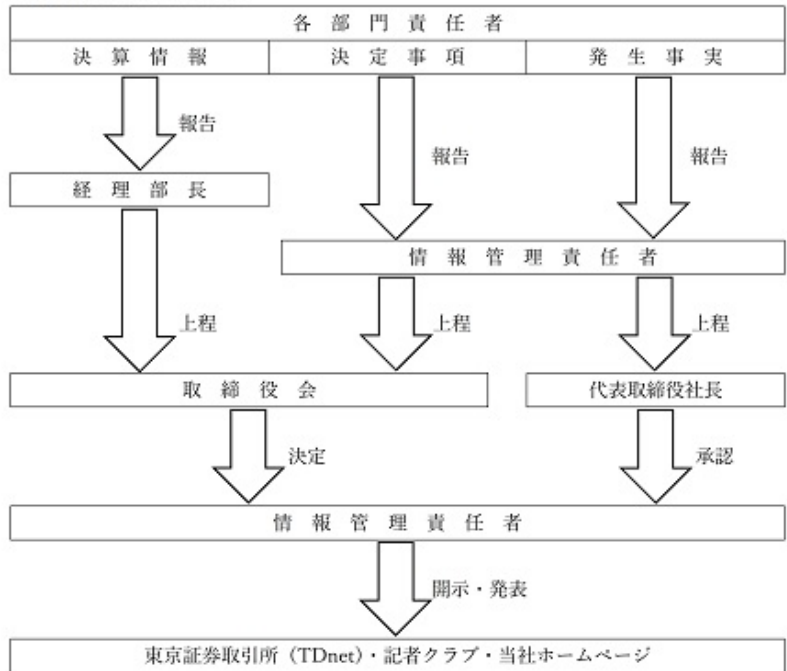 各部門責任者
決算情報 決定事項 発生事実
報告
報告 報告
経理部長
情報管理責任者
上程 上程 上程
取締役会 代表取締役社長
決定 承認
情報管理責任者
開示・発表
東京証券取引所（TDnet）・記者クラブ・当社ホームページ